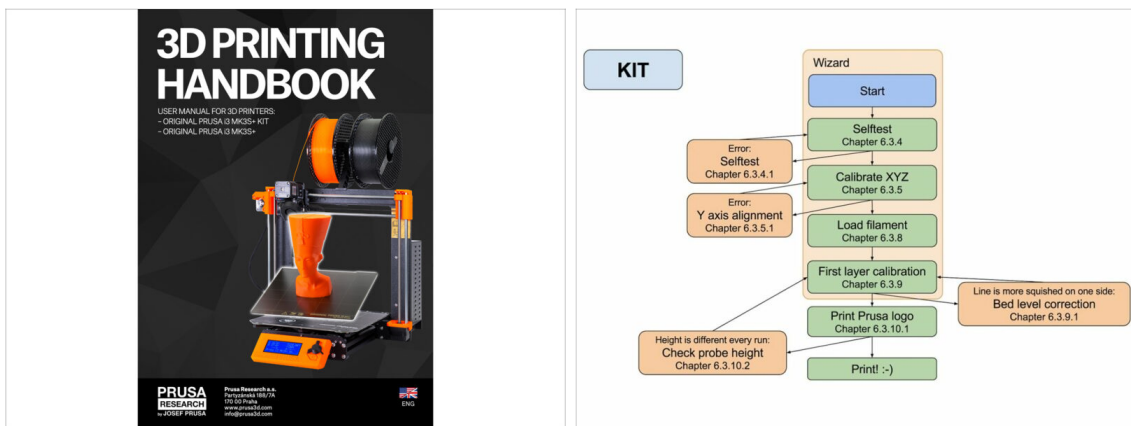 3D PRINTING
HANDBOOK
USER MANUAL FOR 3D PRINTERS:
– ORIGINAL PRUSA i3 MK3S+ KIT
– ORIGINAL PRUSA i3 MK3S+
PRUSA
RESEARCH
by JOSEF PRUSA
Prusa Research a.s.
Partyzánská 188/7A
170 00 Praha
www.prusa3d.com
info@prusa3d.com
ENG
KIT
Wizard
Start
Selftest
Chapter 6.3.4
Error:
Selftest
Chapter 6.3.4.1
Calibrate XYZ
Chapter 6.3.5
Error:
Y axis alignment
Chapter 6.3.5.1
Load filament
Chapter 6.3.8
First layer calibration
Chapter 6.3.9
Line is more squished on one side:
Bed level correction
Chapter 6.3.9.1
Print Prusa logo
Chapter 6.3.10.1
Height is different every run:
Check probe height
Chapter 6.3.10.2
Print! :-)